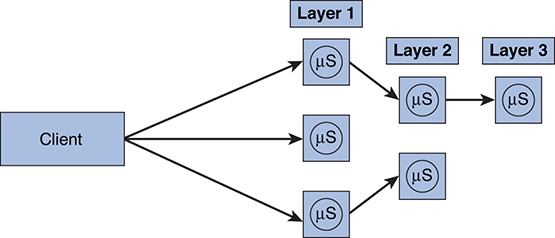 Layer 1
Layer 2
Layer 3
μS
μS
μS
Client
μS
μS
μS